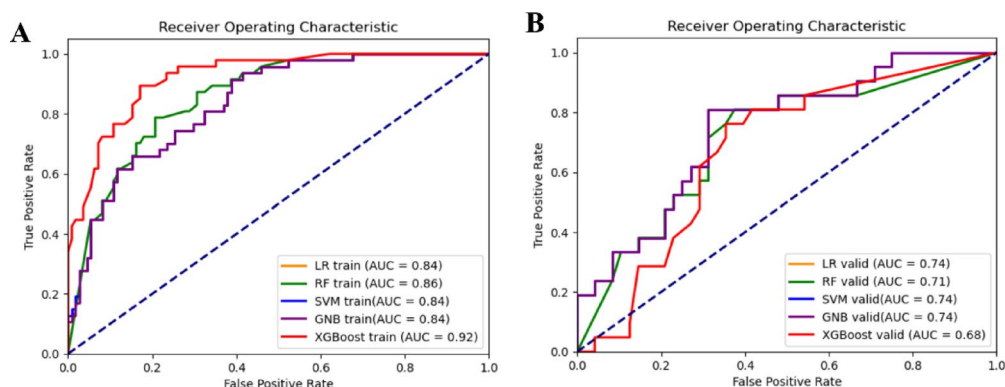 A
Receiver Operating Characteristic
1.0
0.8
0.6
0.4
0.2
0.0
True Positive Rate
0.0 0.2 0.4 0.6 0.8 1.0
False Positive Rate
LR train (AUC = 0.84)
RF train (AUC = 0.86)
SVM train(AUC = 0.84)
GNB train(AUC = 0.84)
XGBoost train (AUC = 0.92)
B
Receiver Operating Characteristic
1.0
0.8
0.6
0.4
0.2
0.0
True Positive Rate
0.0 0.2 0.4 0.6 0.8 1.0
False Positive Rate
LR valid (AUC = 0.74)
RF valid (AUC = 0.71)
SVM valid(AUC = 0.74)
GNB valid(AUC = 0.74)
XGBoost valid (AUC = 0.68)